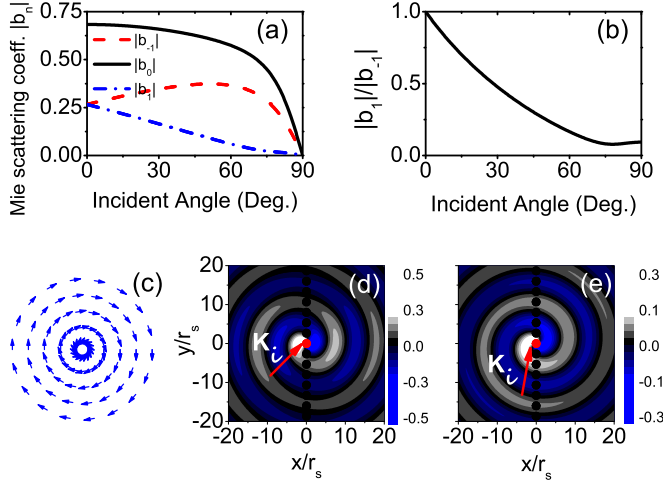 (a)
Mie scattering coeff. |b_n|
0.75
0.50
0.25
0.00
|b_-1|
|b_0|
|b_1|
0 30 60 90
Incident Angle (Deg.)
(b)
|b_1|/|b_-1|
1.0
0.5
0.0
0 30 60 90
Incident Angle (Deg.)
(c)
(d)
y/r_s
20
10
0
-10
-20
-20 -10 0 10 20
x/r_s
K_i
0.5
0.3
0.0
-0.3
-0.5
(e)
-20 -10 0 10 20
x/r_s
K_i
0.3
0.1
0.0
-0.2
-0.3